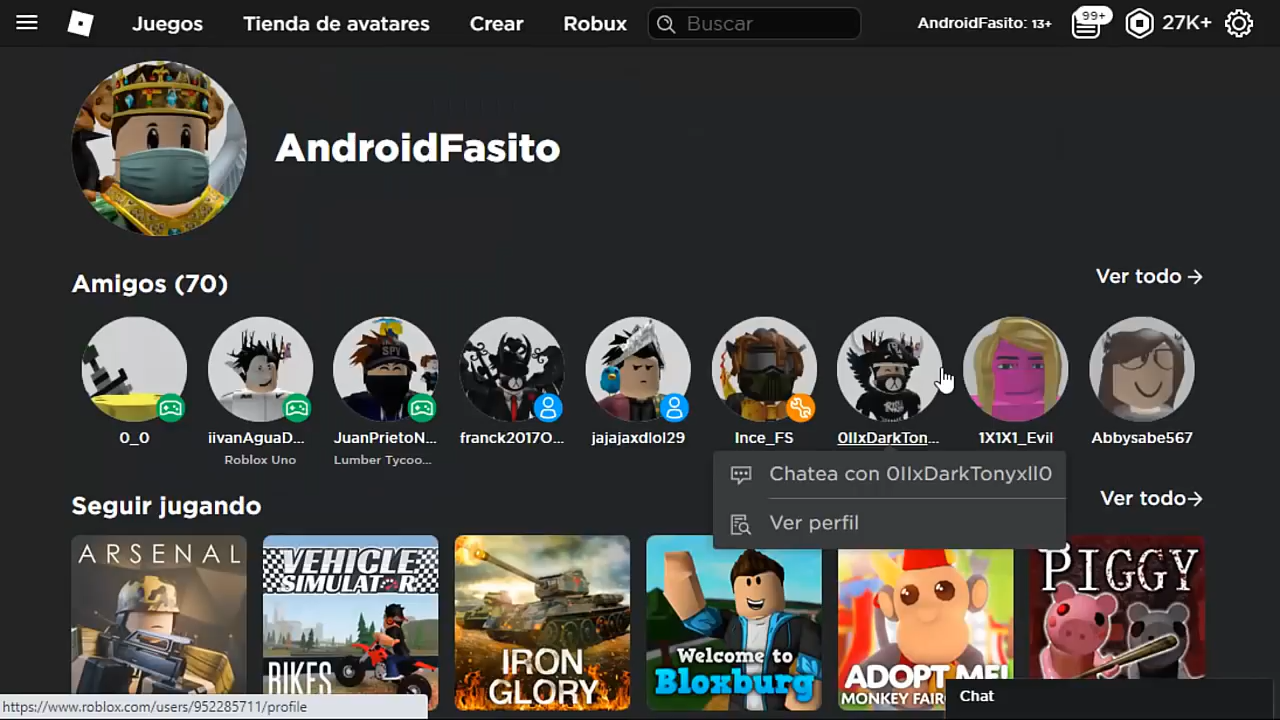 Juegos
Tienda de avatares
Crear
Robux
Buscar
AndroidFasito: 13+
99+
27K+
AndroidFasito
Amigos (70)
Ver todo →
SPY
0_0
iivanAguaD...
JuanPrietoN...
franck2017O...
jajajaxdlol29
Ince_FS
0IIxDarkTon...
1X1X1_Evil
Abbysabe567
Roblox Uno
Lumber Tycoo...
Chatea con 0IIxDarkTonyxII0
Ver perfil
Seguir jugando
Ver todo→
ARSENAL
VEHICLE
SIMULATOR
BIKES
IRON
GLORY
Welcome to
Bloxburg
ADOPT ME!
MONKEY FAIR
PIGGY
Chat
https://www.roblox.com/users/952285711/profile